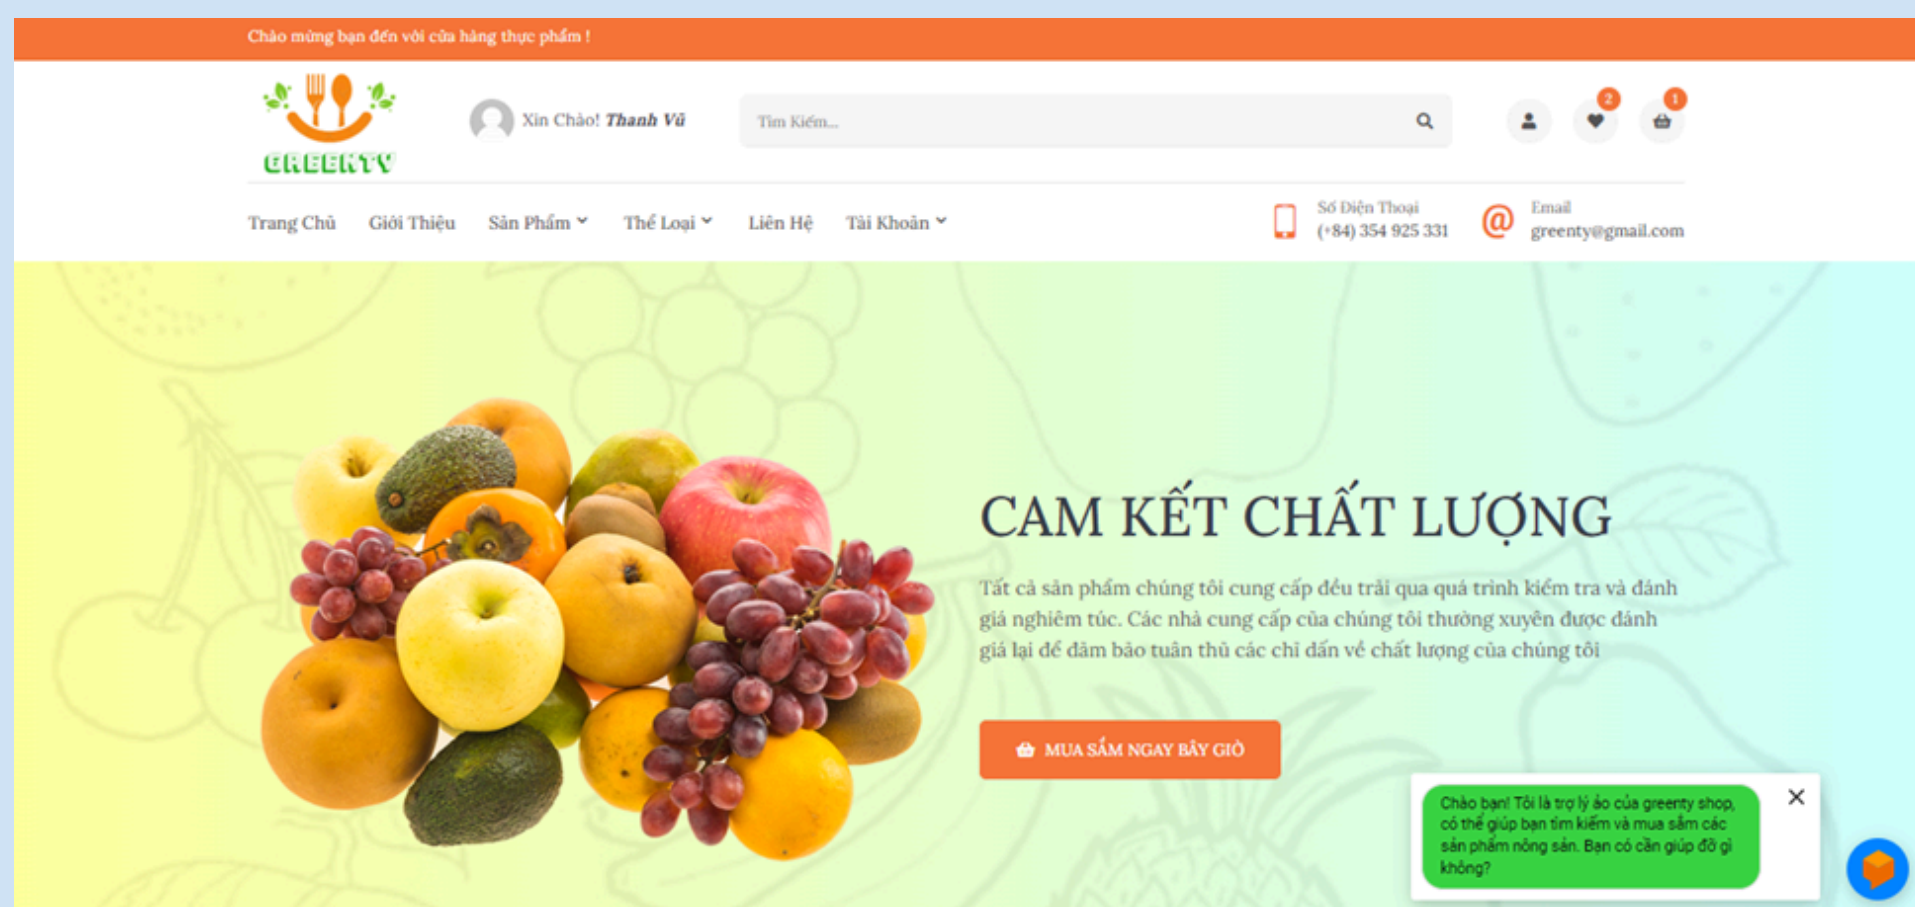 Chào mừng bạn đến với cửa hàng thực phẩm !
GREENTY
Xin Chào! Thanh Vũ
Tìm Kiếm...
2
1
Trang Chủ
Giới Thiệu
Sản Phẩm
Thể Loại
Liên Hệ
Tài Khoản
Số Điện Thoại
(+84) 354 925 331
@
Email
greenty@gmail.com
CAM KẾT CHẤT LƯỢNG
Tất cả sản phẩm chúng tôi cung cấp đều trải qua quá trình kiểm tra và đánh
giá nghiêm túc. Các nhà cung cấp của chúng tôi thường xuyên được đánh
giá lại để đảm bảo tuân thủ các chỉ dẫn về chất lượng của chúng tôi
MUA SẮM NGAY BÂY GIỜ
Chào bạn! Tôi là trợ lý ảo của greenty shop,
có thể giúp bạn tìm kiếm và mua sắm các
sản phẩm nông sản. Bạn có cần giúp đỡ gì
không?